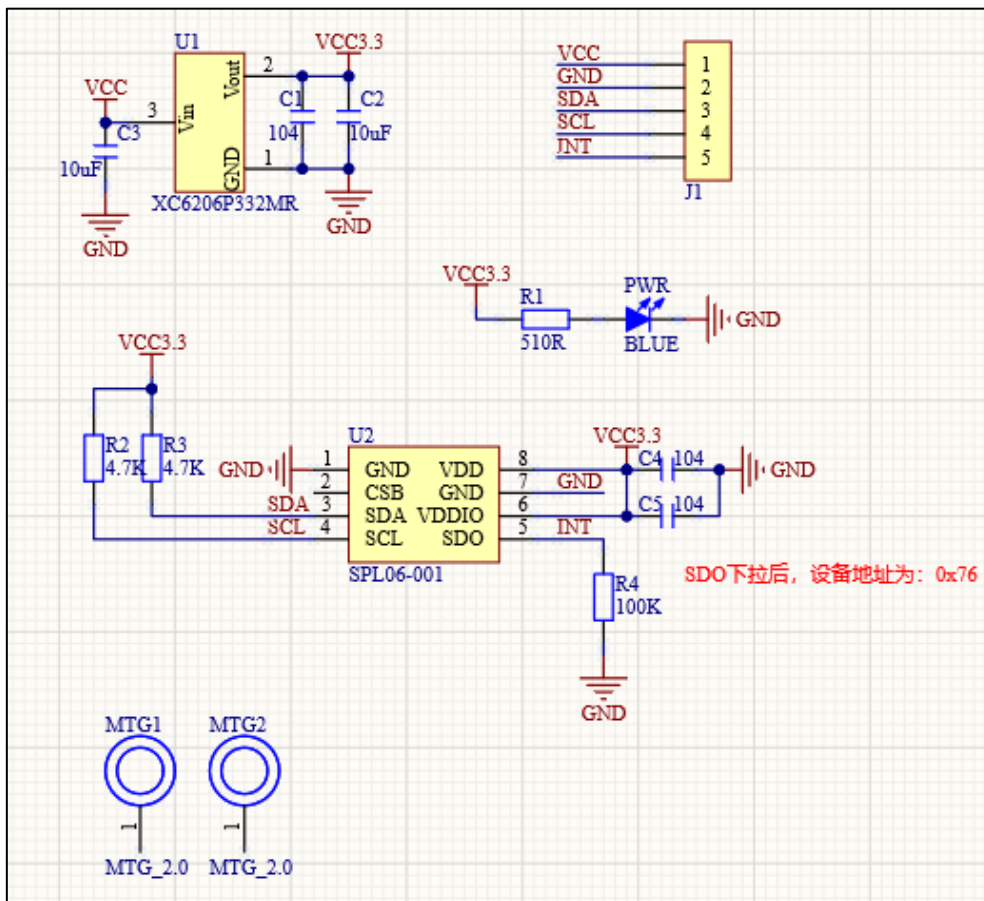 U1
VCC3.3
2
Vout
VCC
3
Vin
C3
10uF
C1
104
C2
10uF
GND
1
XC6206P332MR
GND
GND
VCC
1
GND
2
SDA
3
SCL
4
INT
5
J1
VCC3.3
R1
510R
PWR
BLUE
GND
VCC3.3
R2
4.7K
R3
4.7K
U2
GND
1
GND
VDD
8
2
CSB
GND
7
GND
SDA
3
SDA
VDDIO
6
SCL
4
SCL
SDO
5
INT
SPL06-001
VCC3.3
C4
104
GND
C5
104
R4
100K
GND
SDO下拉后，设备地址为：0x76
MTG1
1
MTG_2.0
MTG2
1
MTG_2.0